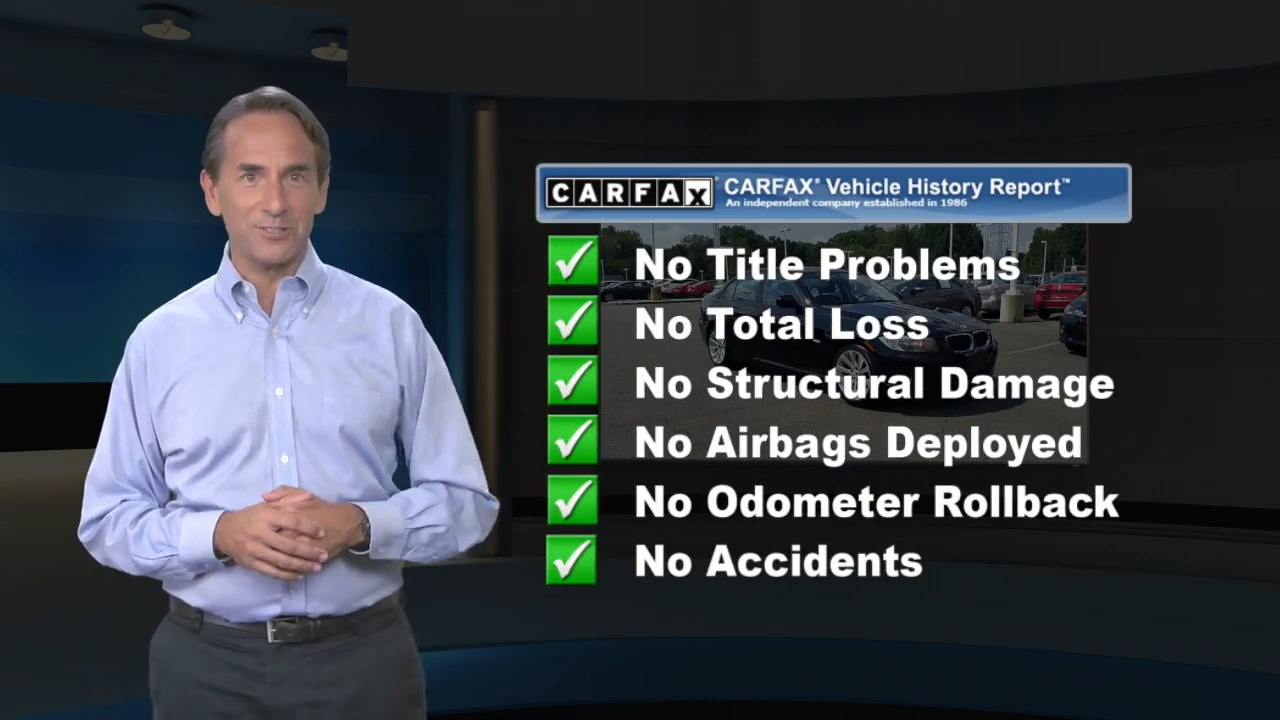 CARFAX CARFAX® Vehicle History Report™
An independent company established in 1986
No Title Problems
No Total Loss
No Structural Damage
No Airbags Deployed
No Odometer Rollback
No Accidents